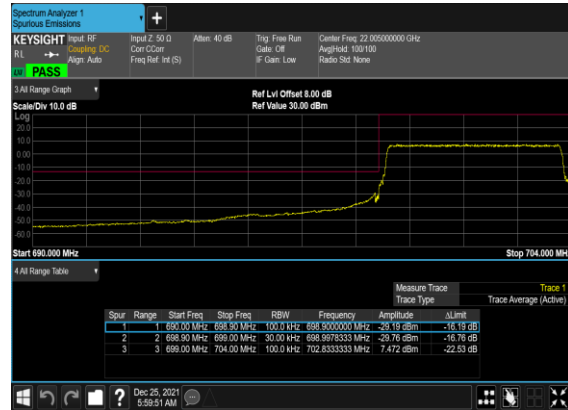 Spectrum Analyzer 1
Spurious Emissions
KEYSIGHT Input: RF Input Z: 50 Ω Atten: 40 dB Trig: Free Run Center Freq: 22.005000000 GHz
Coupling: DC Corr CCorr Gate: Off Avg|Hold: 100/100
RL Align: Auto Freq Ref: Int (S) IF Gain: Low Radio Std: None
LW PASS
3 All Range Graph
Ref Lvl Offset 8.00 dB
Scale/Div 10.0 dB Ref Value 30.00 dBm
Log
20.0
10.0
0.00
-10.0
-20.0
-30.0
-40.0
-50.0
-60.0
Start 690.000 MHz Stop 704.000 MH
4 All Range Table
Measure Trace Trace 1
Trace Type Trace Average (Active)
Spur Range Start Freq Stop Freq RBW Frequency Amplitude ΔLimit
1 1 690.00 MHz 698.90 MHz 100.0 kHz 698.9000000 MHz -29.19 dBm -16.19 dB
2 2 698.90 MHz 699.00 MHz 30.00 kHz 698.9978333 MHz -29.76 dBm -16.76 dB
3 3 699.00 MHz 704.00 MHz 100.0 kHz 702.8333333 MHz 7.472 dBm -22.53 dB
Dec 25, 2021
5:59:51 AM